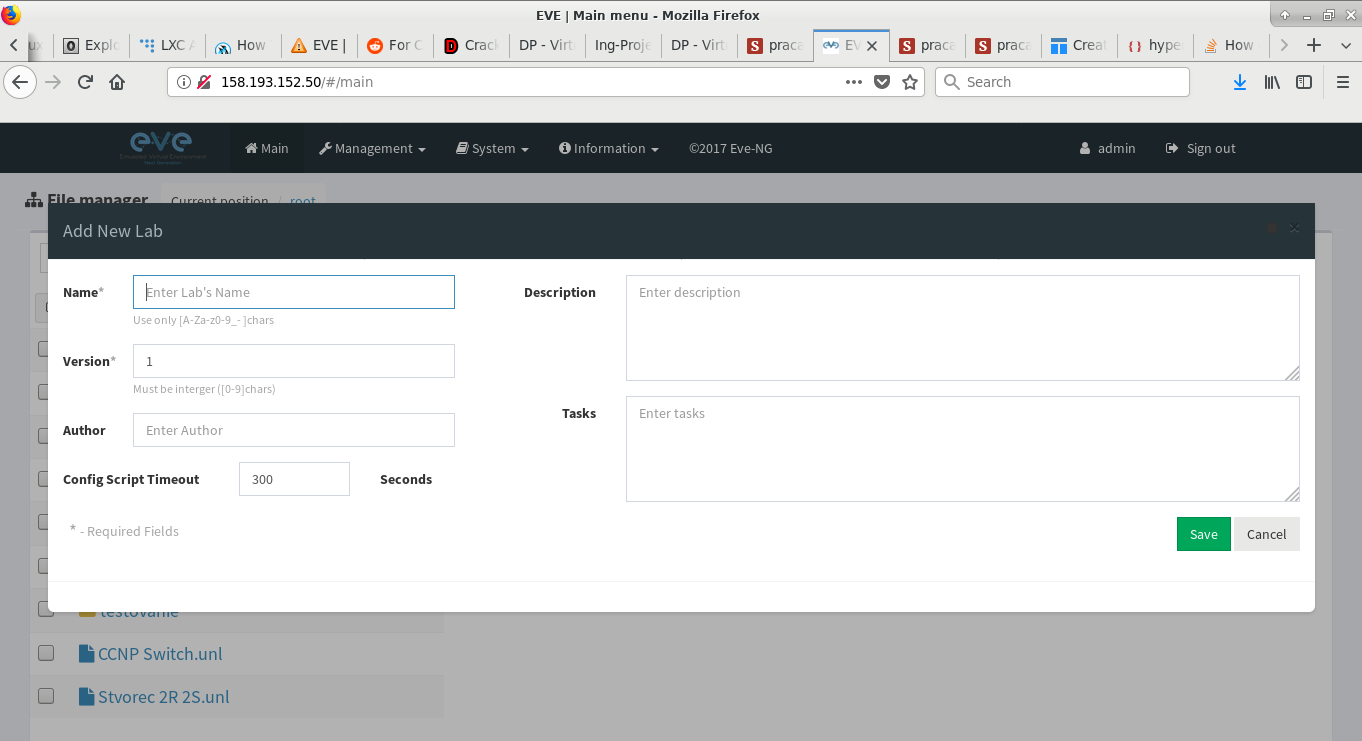 EVE | Main menu - Mozilla Firefox
Explo LXC How EVE | For C Crack DP - Virt Ing-Proje DP - Virt praca EV praca praca Creat hype How
158.193.152.50/#/main Search
eve Main Management System Information ©2017 Eve-NG admin Sign out
File manager Current position / root
Add New Lab
Name* Enter Lab's Name Description Enter description
Use only [A-Za-z0-9_- ]chars
Version* 1
Must be interger ([0-9]chars)
Author Enter Author Tasks Enter tasks
Config Script Timeout 300 Seconds
* - Required Fields
Save Cancel
testovanie
CCNP Switch.unl
Stvorec 2R 2S.unl